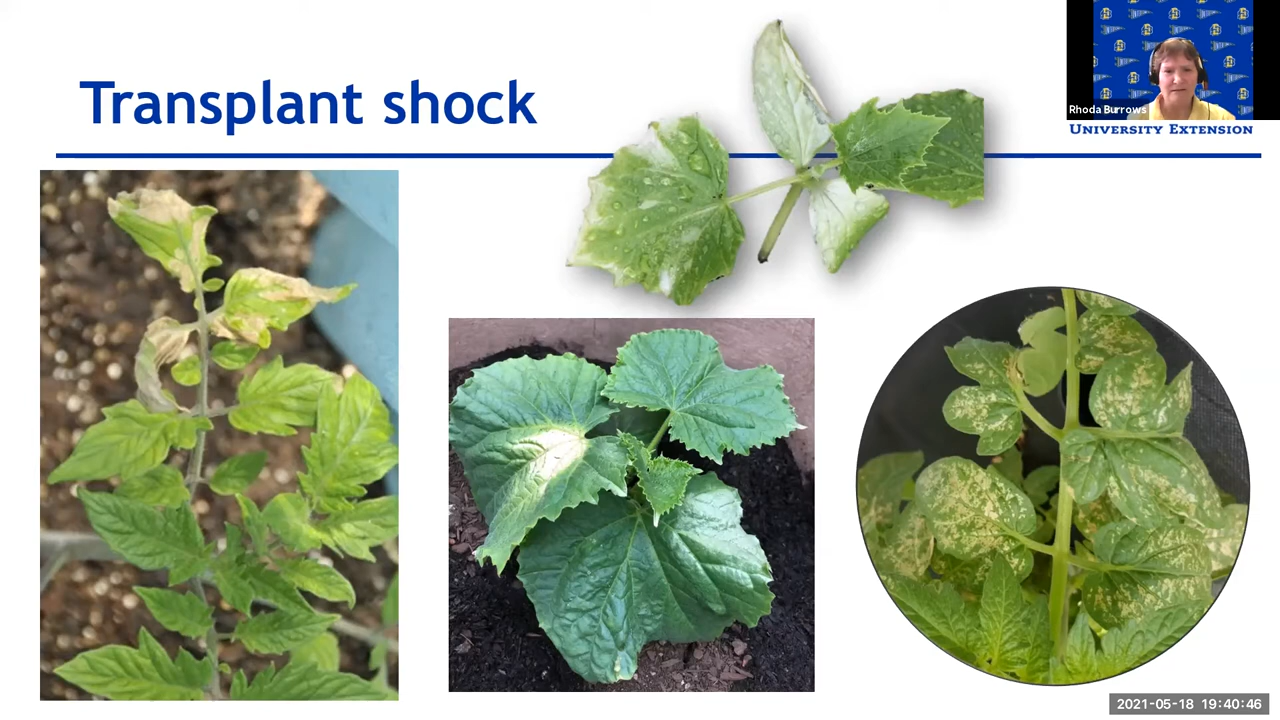 Transplant shock
Rhoda Burrows
UNIVERSITY EXTENSION
2021-05-18 19:40:46